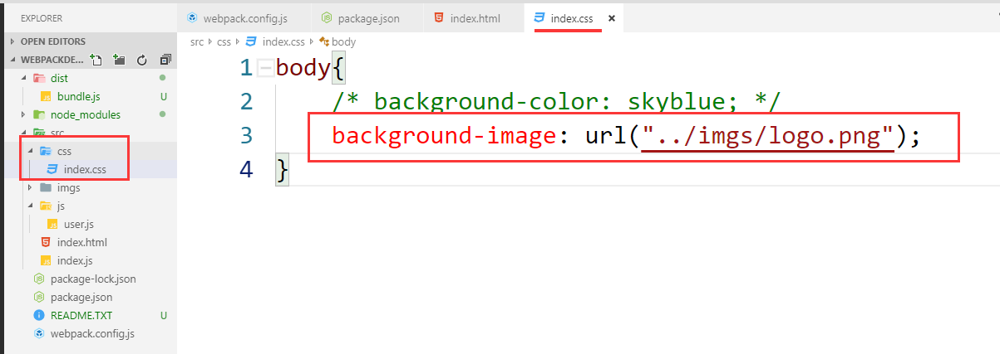 EXPLORER
OPEN EDITORS
WEBPACKDE...
dist
bundle.js U
node_modules
src
css
index.css
imgs
js
user.js
index.html
index.js
package-lock.json
package.json
README.TXT U
webpack.config.js
webpack.config.js package.json index.html index.css ×
src css index.css body
1 body{
2 /* background-color: skyblue; */
3 background-image: url("../imgs/logo.png");
4 }